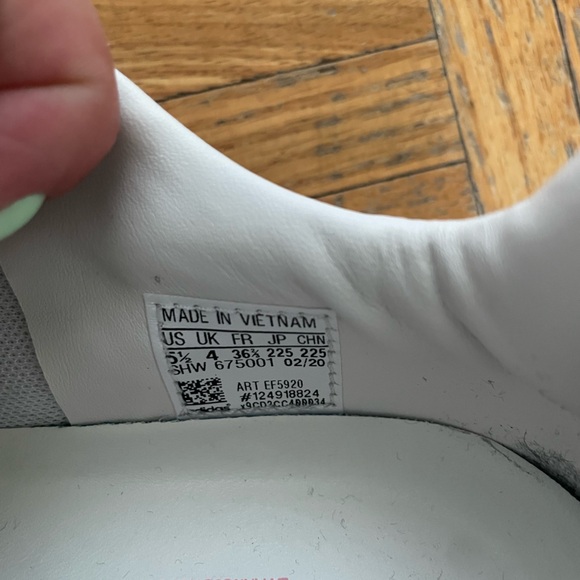 MADE IN VIETNAM
US UK FR JP CHN
5½ 4 36⅔ 225 225
SHW 675001 02/20
ART EF5920
#124918824
adidas